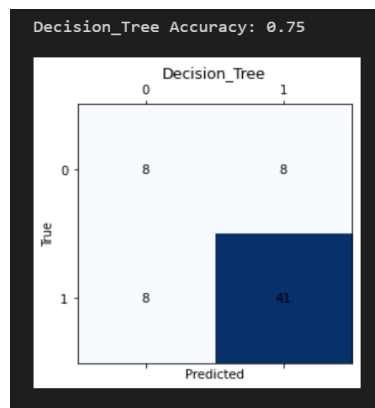 Decision_Tree Accuracy: 0.75
Decision_Tree
0 1
0 8 8
True
1 8 41
Predicted